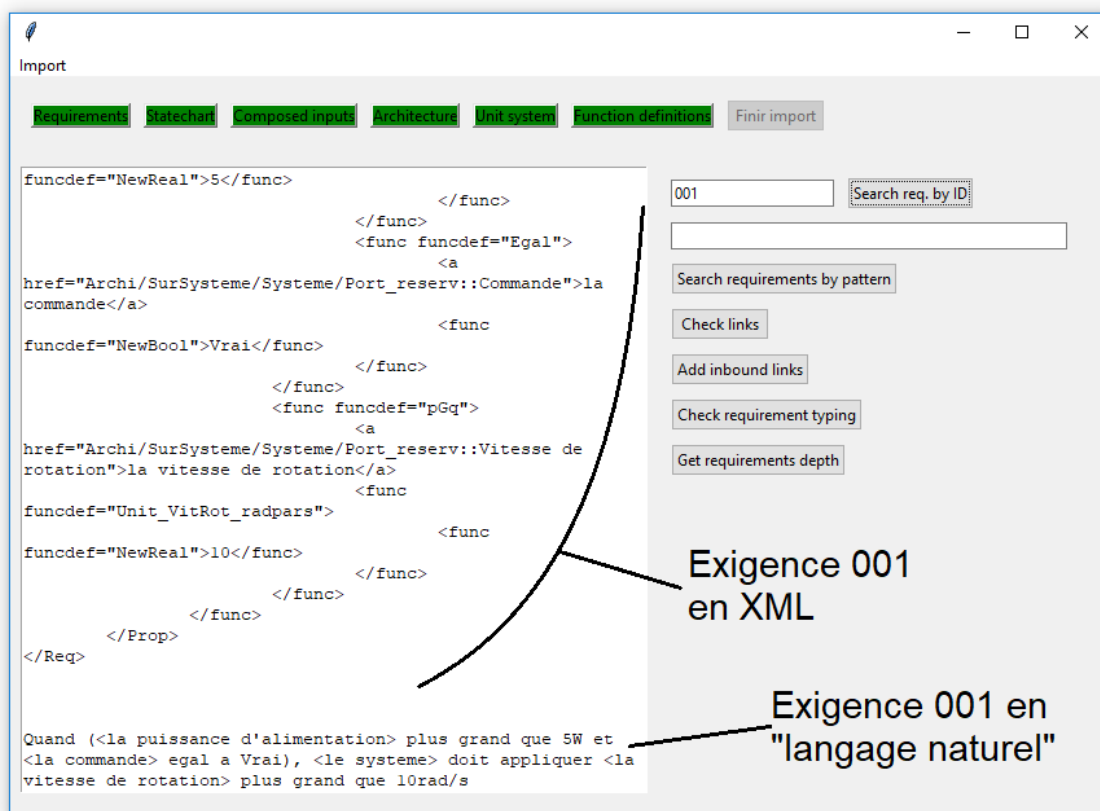 Import
Requirements Statechart Composed inputs Architecture Unit system Function definitions Finir import
funcdef="NewReal">5</func>
</func>
</func>
<func funcdef="Egal">
<a
href="Archi/SurSysteme/Systeme/Port_reserv::Commande">la
commande</a>
<func
funcdef="NewBool">Vrai</func>
</func>
</func>
<func funcdef="pGq">
<a
href="Archi/SurSysteme/Systeme/Port_reserv::Vitesse de
rotation">la vitesse de rotation</a>
<func
funcdef="Unit_VitRot_radpars">
<func
funcdef="NewReal">10</func>
</func>
</func>
</func>
</Prop>
</Req>
Quand (<la puissance d'alimentation> plus grand que 5W et
<la commande> egal a Vrai), <le systeme> doit appliquer <la
vitesse de rotation> plus grand que 10rad/s
001 Search req. by ID
Search requirements by pattern
Check links
Add inbound links
Check requirement typing
Get requirements depth
Exigence 001
en XML
Exigence 001 en
"langage naturel"